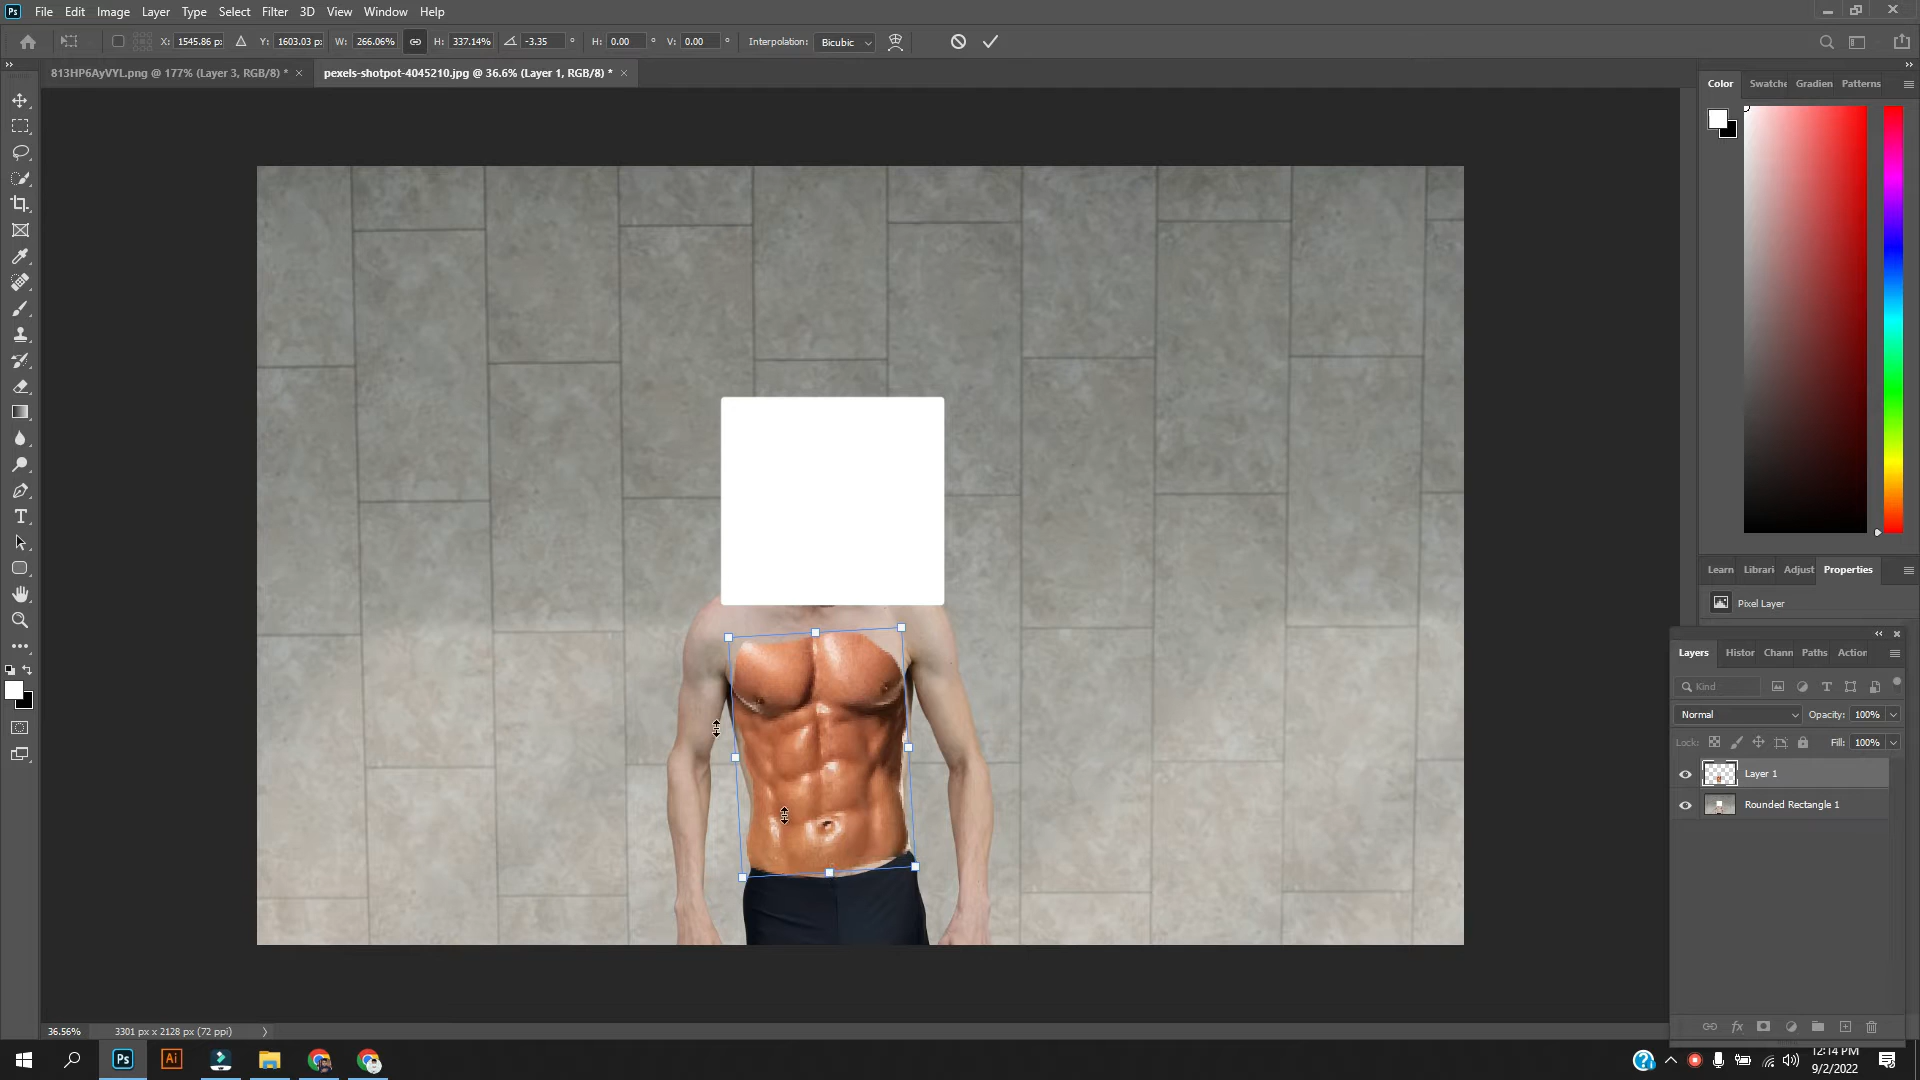 Ps File Edit Image Layer Type Select Filter 3D View Window Help
X: 1545.86 p: Y: 1603.03 p: W: 266.06% H: 337.14% -3.35 ° H: 0.00 ° V: 0.00 ° Interpolation: Bicubic
813HP6AyVYL.png @ 177% (Layer 3, RGB/8) * × pexels-shotpot-4045210.jpg @ 36.6% (Layer 1, RGB/8) * ×
Color Swatche Gradien Patterns
Learn Librari Adjust Properties
Pixel Layer
Layers Histor Chann Paths Action
Kind
Normal Opacity: 100%
Lock: Fill: 100%
Layer 1
Rounded Rectangle 1
fx
36.56% 3301 px x 2128 px (72 ppi)
Ps Ai
12:14 PM
9/2/2022